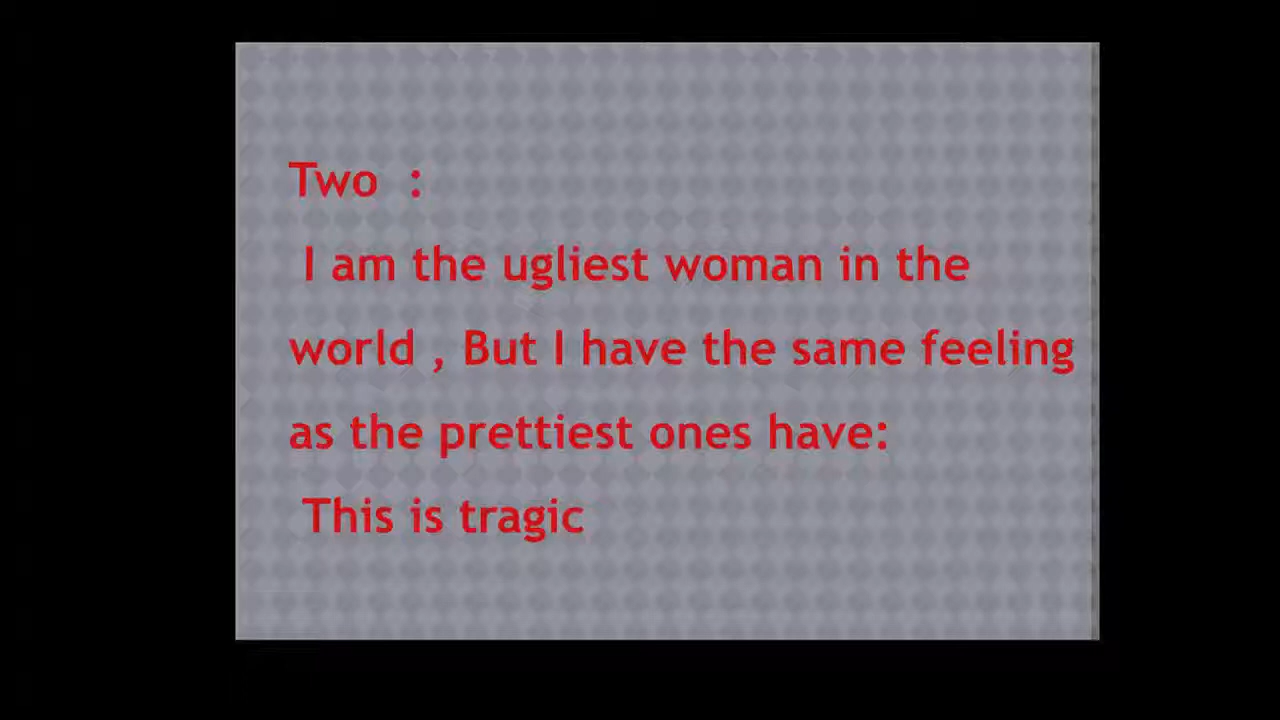 Two  :
I am the ugliest woman in the
world , But I have the same feeling
as the prettiest ones have:
This is tragic